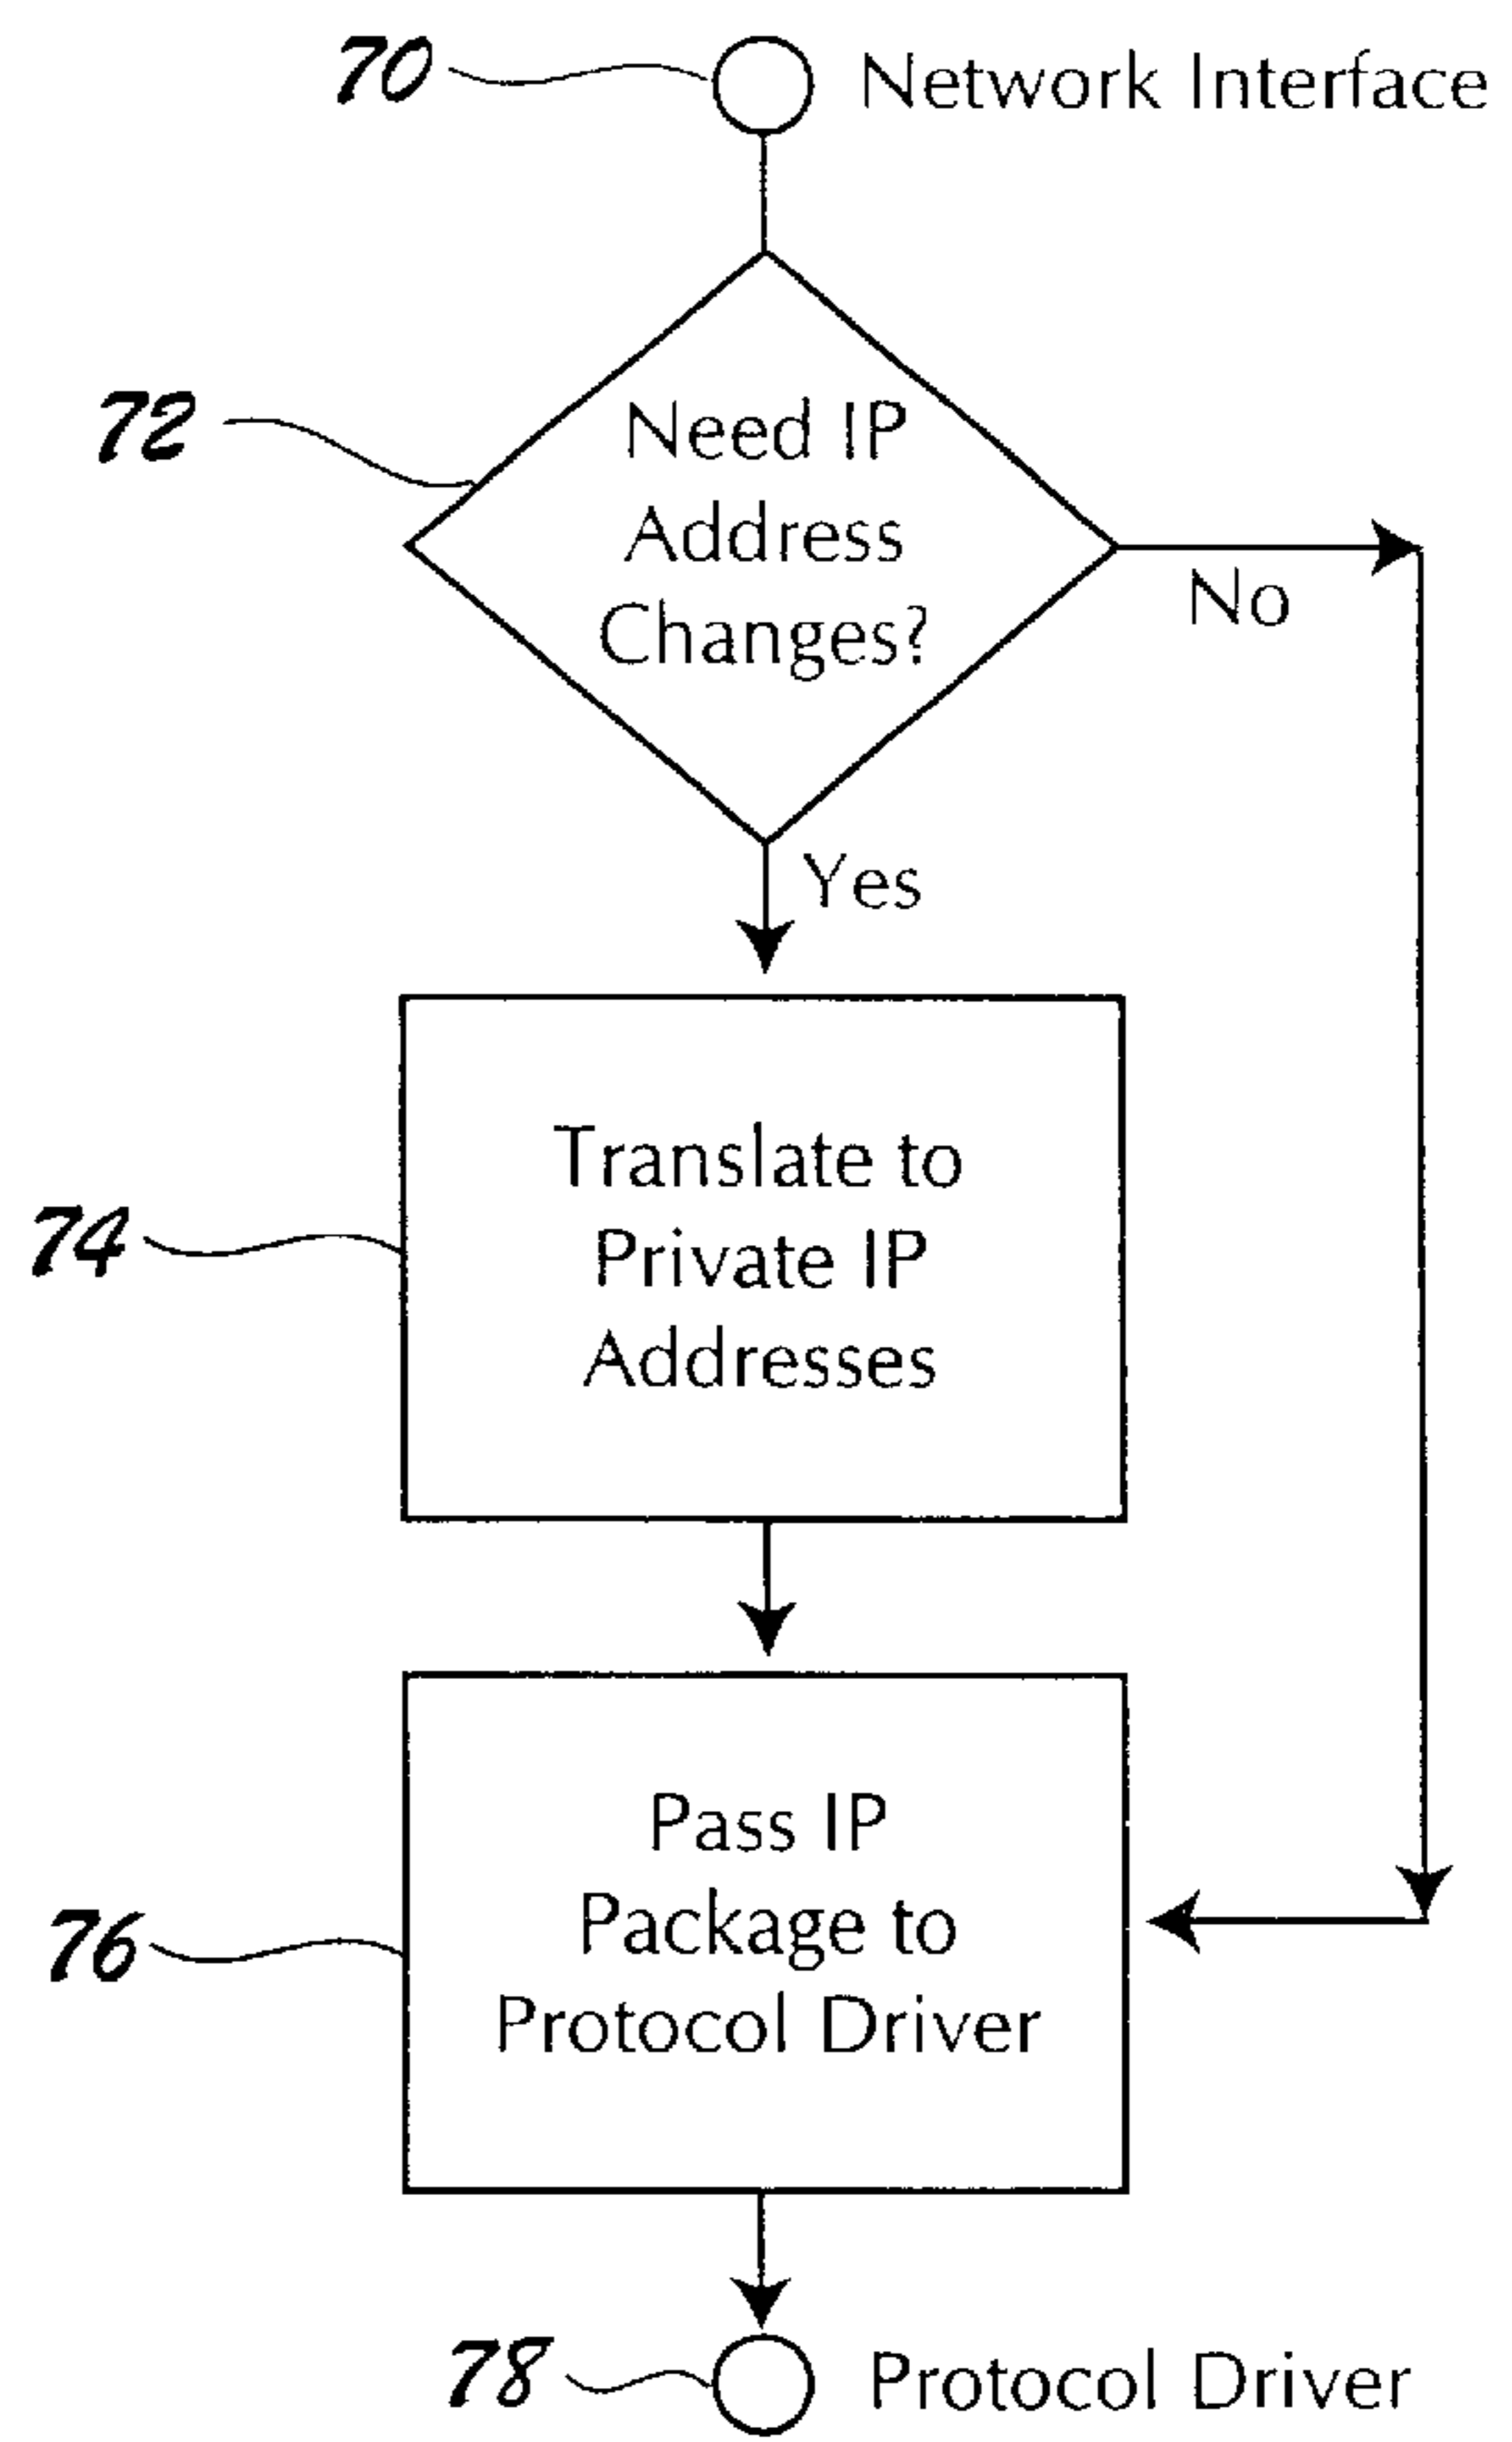 70
Network Interface
72
Need IP
Address
Changes?
No
Yes
74
Translate to
Private IP
Addresses
76
Pass IP
Package to
Protocol Driver
78
Protocol Driver